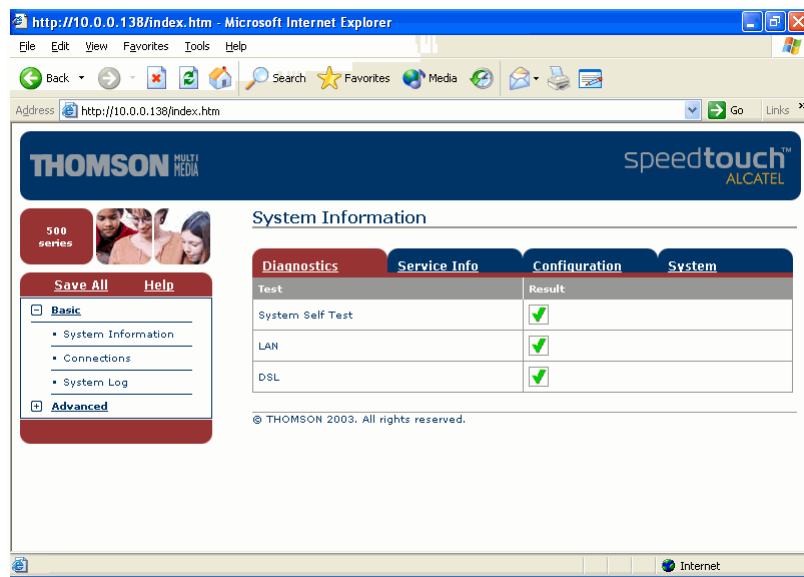 http://10.0.0.138/index.htm - Microsoft Internet Explorer
File Edit View Favorites Tools Help
Back Search Favorites Media
Address http://10.0.0.138/index.htm Go Links »
THOMSON MULTI MEDIA
speedtouch™
ALCATEL
500 series
System Information
Diagnostics Service Info Configuration System
Save All Help
Test Result
Basic
System Self Test
System Information
LAN
Connections
DSL
System Log
Advanced
© THOMSON 2003. All rights reserved.
Internet